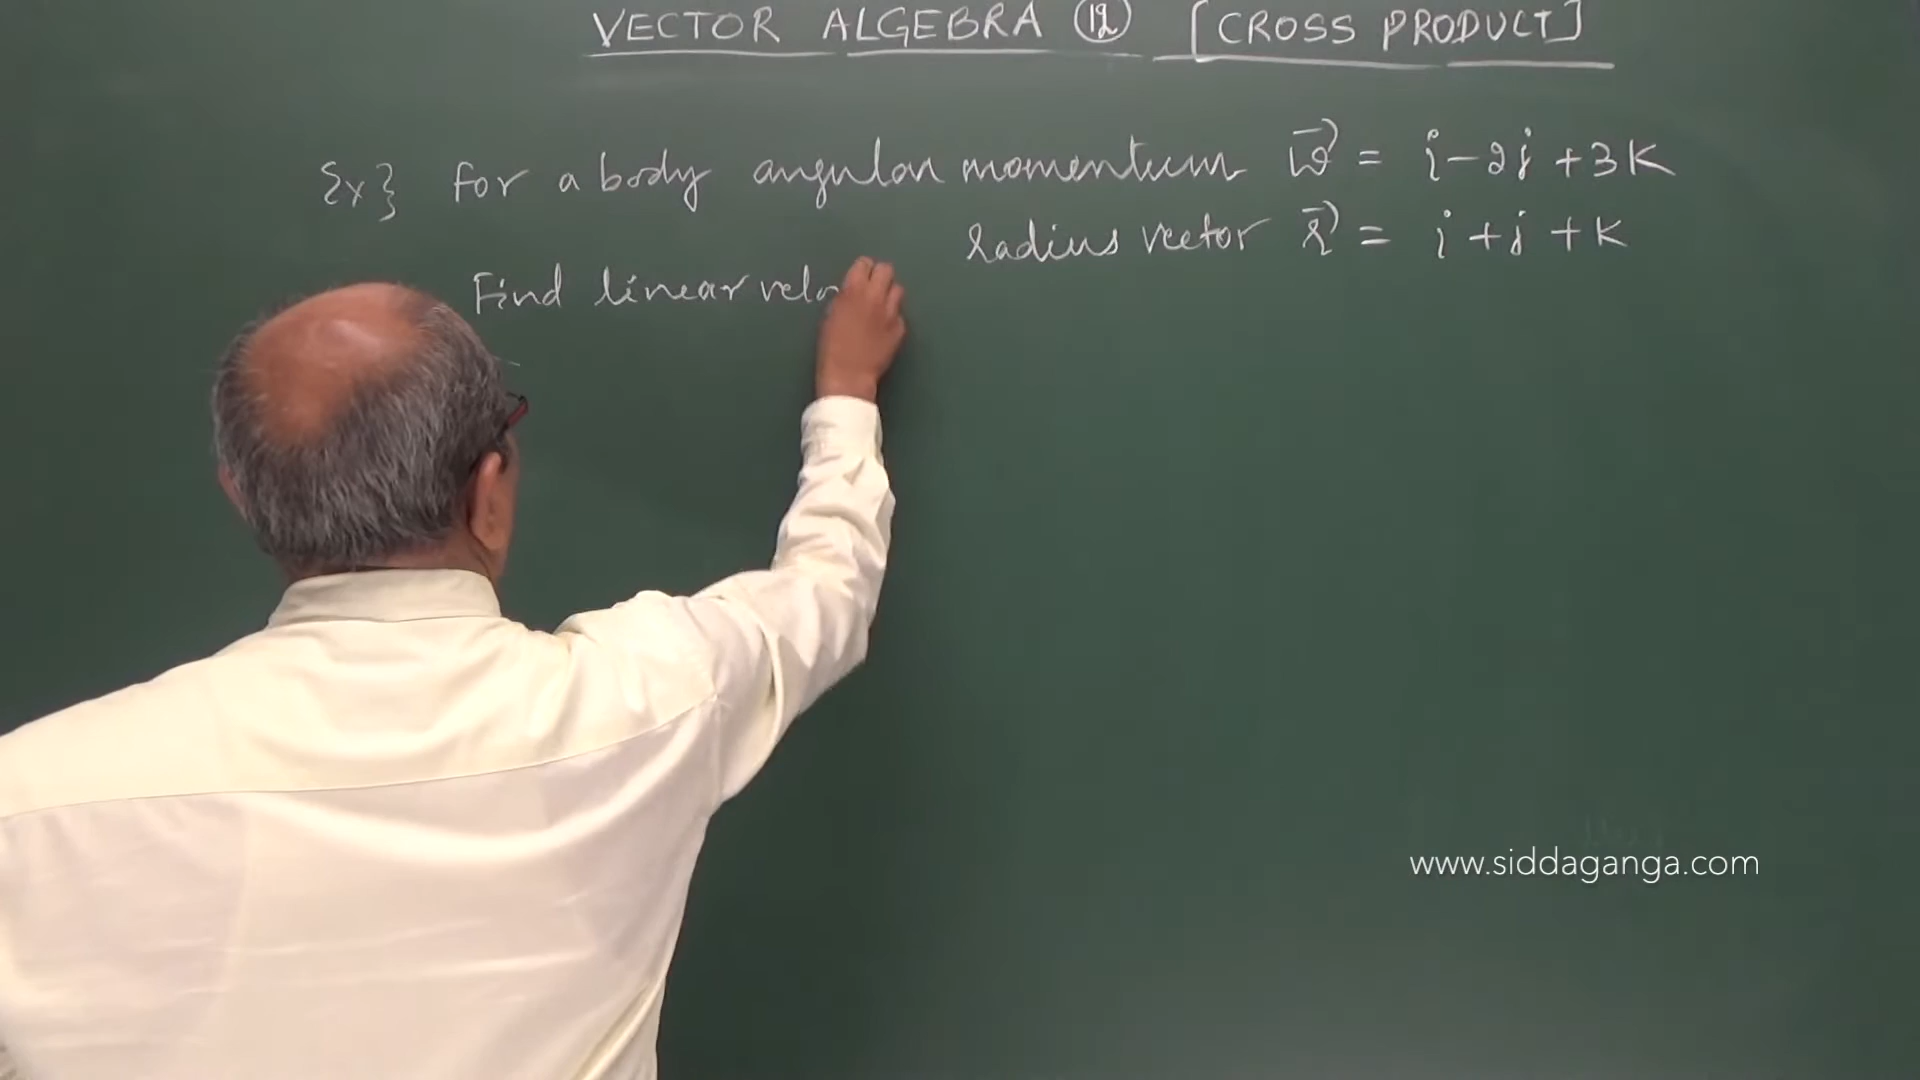 VECTOR ALGEBRA 12 [CROSS PRODUCT]
Ex} for a body angular momentum w⃗ = i - 2j + 3k
radius vector r⃗ = i + j + k
Find linear velo
www.siddaganga.com